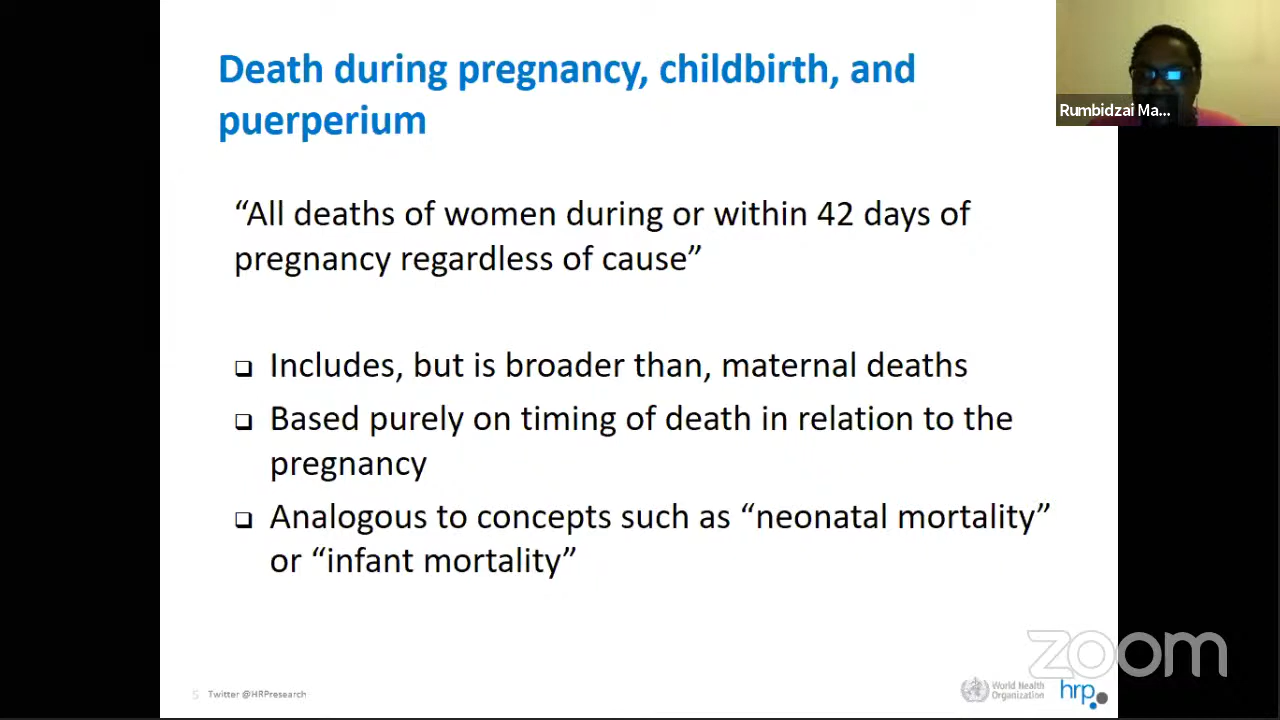 Death during pregnancy, childbirth, and
puerperium
Rumbidzai Ma...
“All deaths of women during or within 42 days of
pregnancy regardless of cause”
❑ Includes, but is broader than, maternal deaths
❑ Based purely on timing of death in relation to the
pregnancy
❑ Analogous to concepts such as “neonatal mortality”
or “infant mortality”
zoom
5 Twitter @HRPresearch
World Health
Organization
hrp